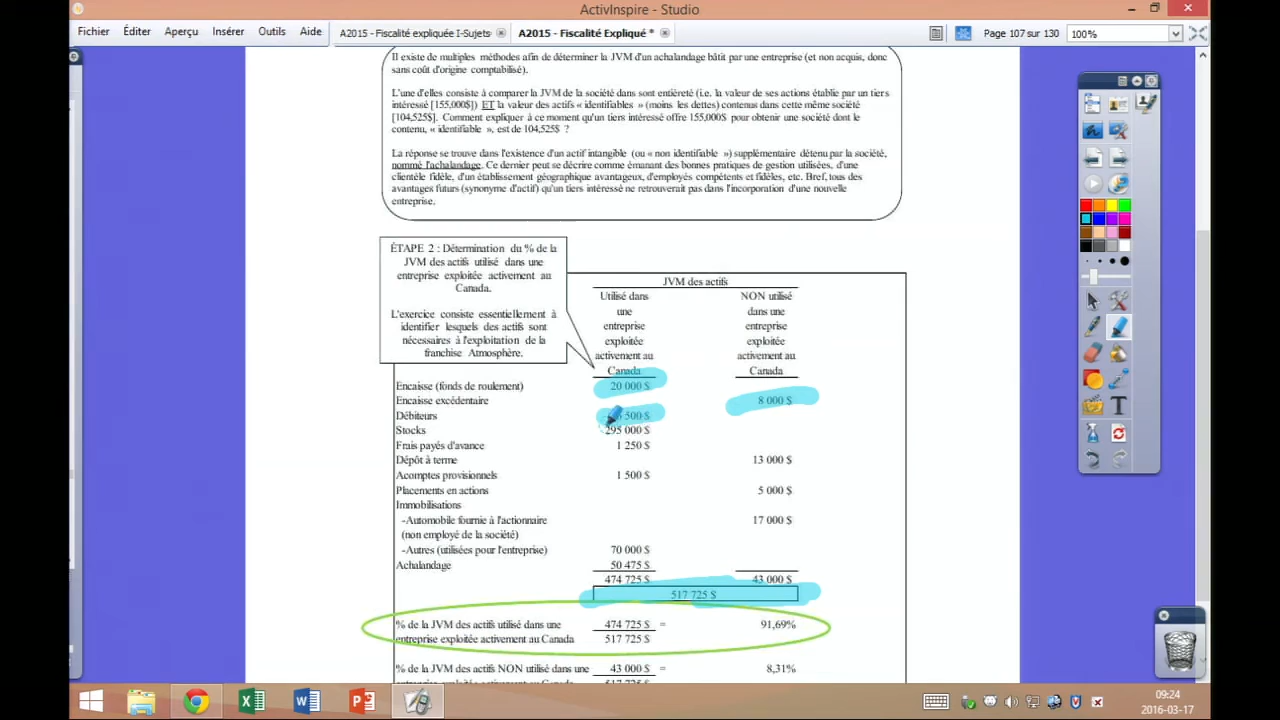 ActivInspire - Studio
Fichier Éditer Aperçu Insérer Outils Aide A2015 - Fiscalité expliquée I-Sujets A2015 - Fiscalité Expliqué * Page 107 sur 130 100%
Il existe de multiples méthodes afin de déterminer la JVM d'un achalandage bâtit par une entreprise (et non acquis, donc
sans coût d'origine comptabilisé).
L'une d'elles consiste à comparer la JVM de la société dans sont entièreté (i.e. la valeur de ses actions établie par un tiers
intéressé [155,000$]) ET la valeur des actifs « identifiables » (moins les dettes) contenus dans cette même société
[104,525$]. Comment expliquer à ce moment qu'un tiers intéressé offre 155,000$ pour obtenir une société dont le
contenu, « identifiable », est de 104,525$ ?
La réponse se trouve dans l'existence d'un actif intangible (ou « non identifiable ») supplémentaire détenu par la société,
nommé l'achalandage. Ce dernier peut se décrire comme émanant des bonnes pratiques de gestion utilisées, d'une
clientèle fidèle, d'un établissement géographique avantageux, d'employés compétents et fidèles, etc. Bref, tous des
avantages futurs (synonyme d'actif) qu'un tiers intéressé ne retrouverait pas dans l'incorporation d'une nouvelle
entreprise.
ÉTAPE 2 : Détermination du % de la
JVM des actifs utilisé dans une
entreprise exploitée activement au
Canada.
L'exercice consiste essentiellement à
identifier lesquels des actifs sont
nécessaires à l'exploitation de la
franchise Atmosphère.
JVM des actifs
Utilisé dans NON utilisé
une dans une
entreprise entreprise
exploitée exploitée
activement au activement au
Canada Canada
Encaisse (fonds de roulement) 20 000 $
Encaisse excédentaire 8 000 $
Débiteurs 500 $
Stocks 295 000 $
Frais payés d'avance 1 250 $
Dépôt à terme 13 000 $
Acomptes provisionnels 1 500 $
Placements en actions 5 000 $
Immobilisations
-Automobile fournie à l'actionnaire 17 000 $
(non employé de la société)
-Autres (utilisées pour l'entreprise) 70 000 $
Achalandage 50 475 $
474 725 $ 43 000 $
517 725 $
% de la JVM des actifs utilisé dans une 474 725 $ = 91,69%
entreprise exploitée activement au Canada 517 725 $
% de la JVM des actifs NON utilisé dans une 43 000 $ = 8,31%
09:24
2016-03-17